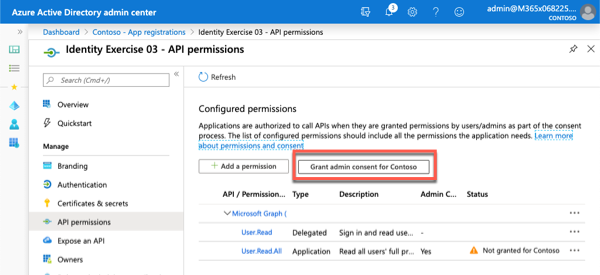 Azure Active Directory admin center
3
admin@M365x068225....
CONTOSO
Dashboard > Contoso - App registrations > Identity Exercise 03 - API permissions
Identity Exercise 03 - API permissions
Search (Cmd+/)
Overview
Quickstart
Manage
Branding
Authentication
Certificates & secrets
API permissions
Expose an API
Owners
Refresh
Configured permissions
Applications are authorized to call APIs when they are granted permissions by users/admins as part of the consent
process. The list of configured permissions should include all the permissions the application needs. Learn more
about permissions and consent
+ Add a permission Grant admin consent for Contoso
API / Permission... Type Description Admin C... Status
Microsoft Graph (
User.Read Delegated Sign in and read use... -
User.Read.All Application Read all users' full pr... Yes Not granted for Contoso